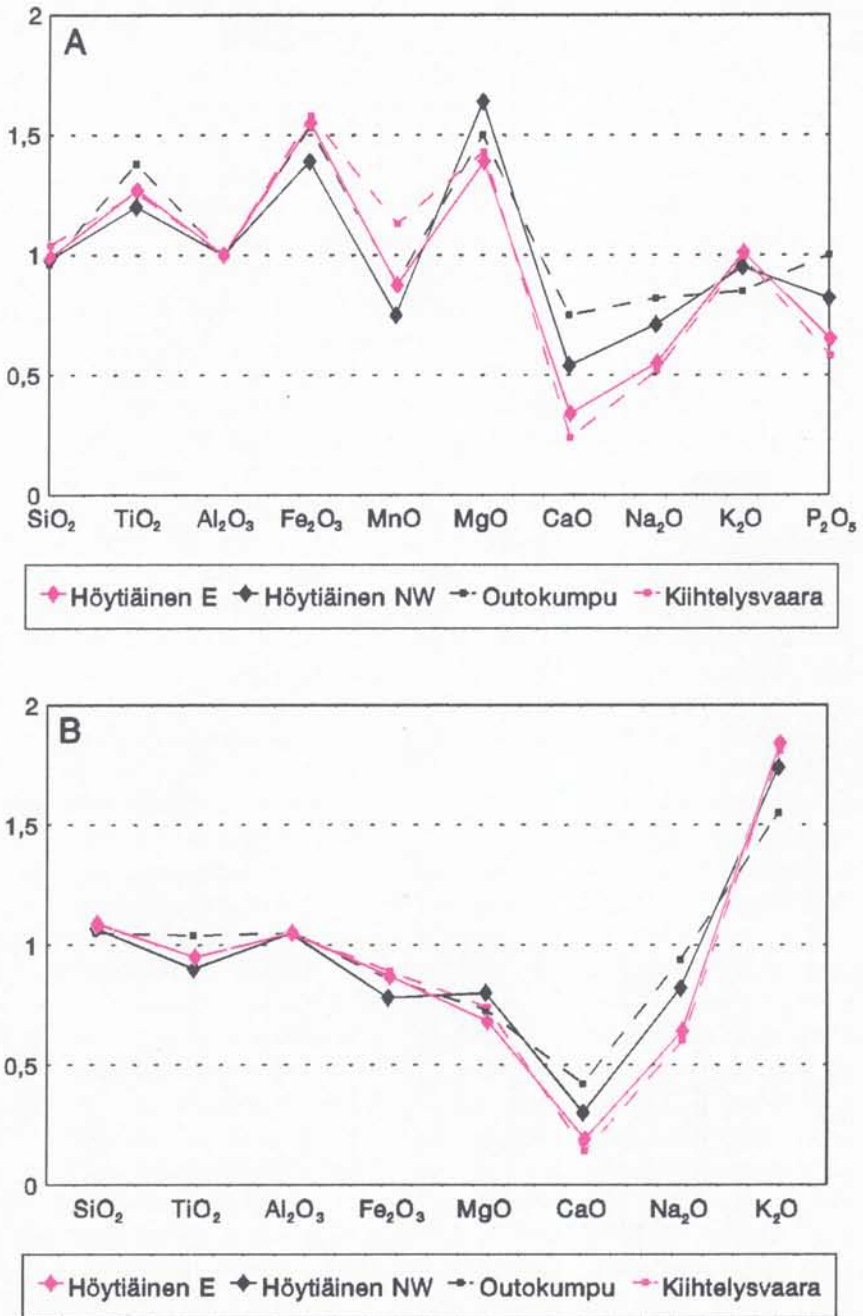 A
2
1,5
1
0,5
0
SiO₂ TiO₂ Al₂O₃ Fe₂O₃ MnO MgO CaO Na₂O K₂O P₂O₅
Höytiäinen E Höytiäinen NW Outokumpu Kiihtelysvaara
B
2
1,5
1
0,5
0
SiO₂ TiO₂ Al₂O₃ Fe₂O₃ MgO CaO Na₂O K₂O
Höytiäinen E Höytiäinen NW Outokumpu Kiihtelysvaara